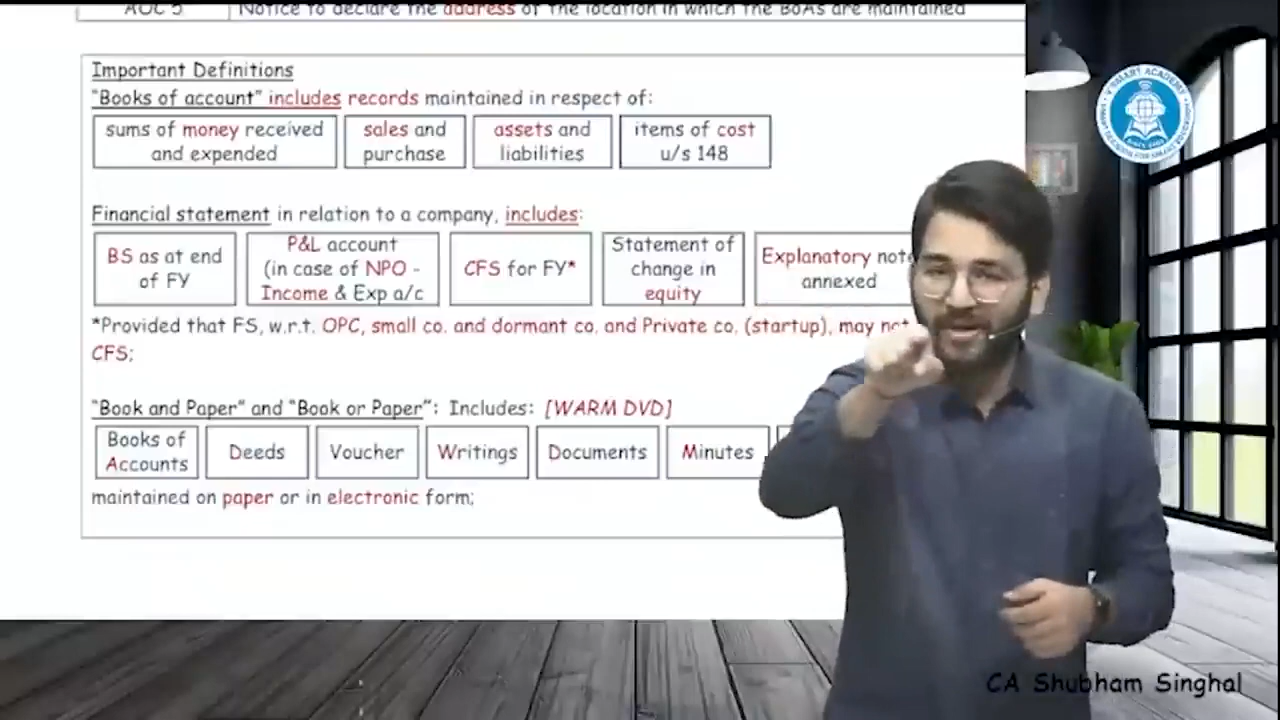 AOC 5 Notice to declare the address of the location in which the BoAs are maintained
Important Definitions
"Books of account" includes records maintained in respect of:
sums of money received and expended
sales and purchase
assets and liabilities
items of cost u/s 148
Financial statement in relation to a company, includes:
BS as at end of FY
P&L account (in case of NPO - Income & Exp a/c
CFS for FY*
Statement of change in equity
Explanatory note annexed
*Provided that FS, w.r.t. OPC, small co. and dormant co. and Private co. (startup), may not
CFS;
"Book and Paper" and "Book or Paper": Includes: [WARM DVD]
Books of Accounts
Deeds
Voucher
Writings
Documents
Minutes
maintained on paper or in electronic form;
V'SMART ACADEMY
CA Shubham Singhal